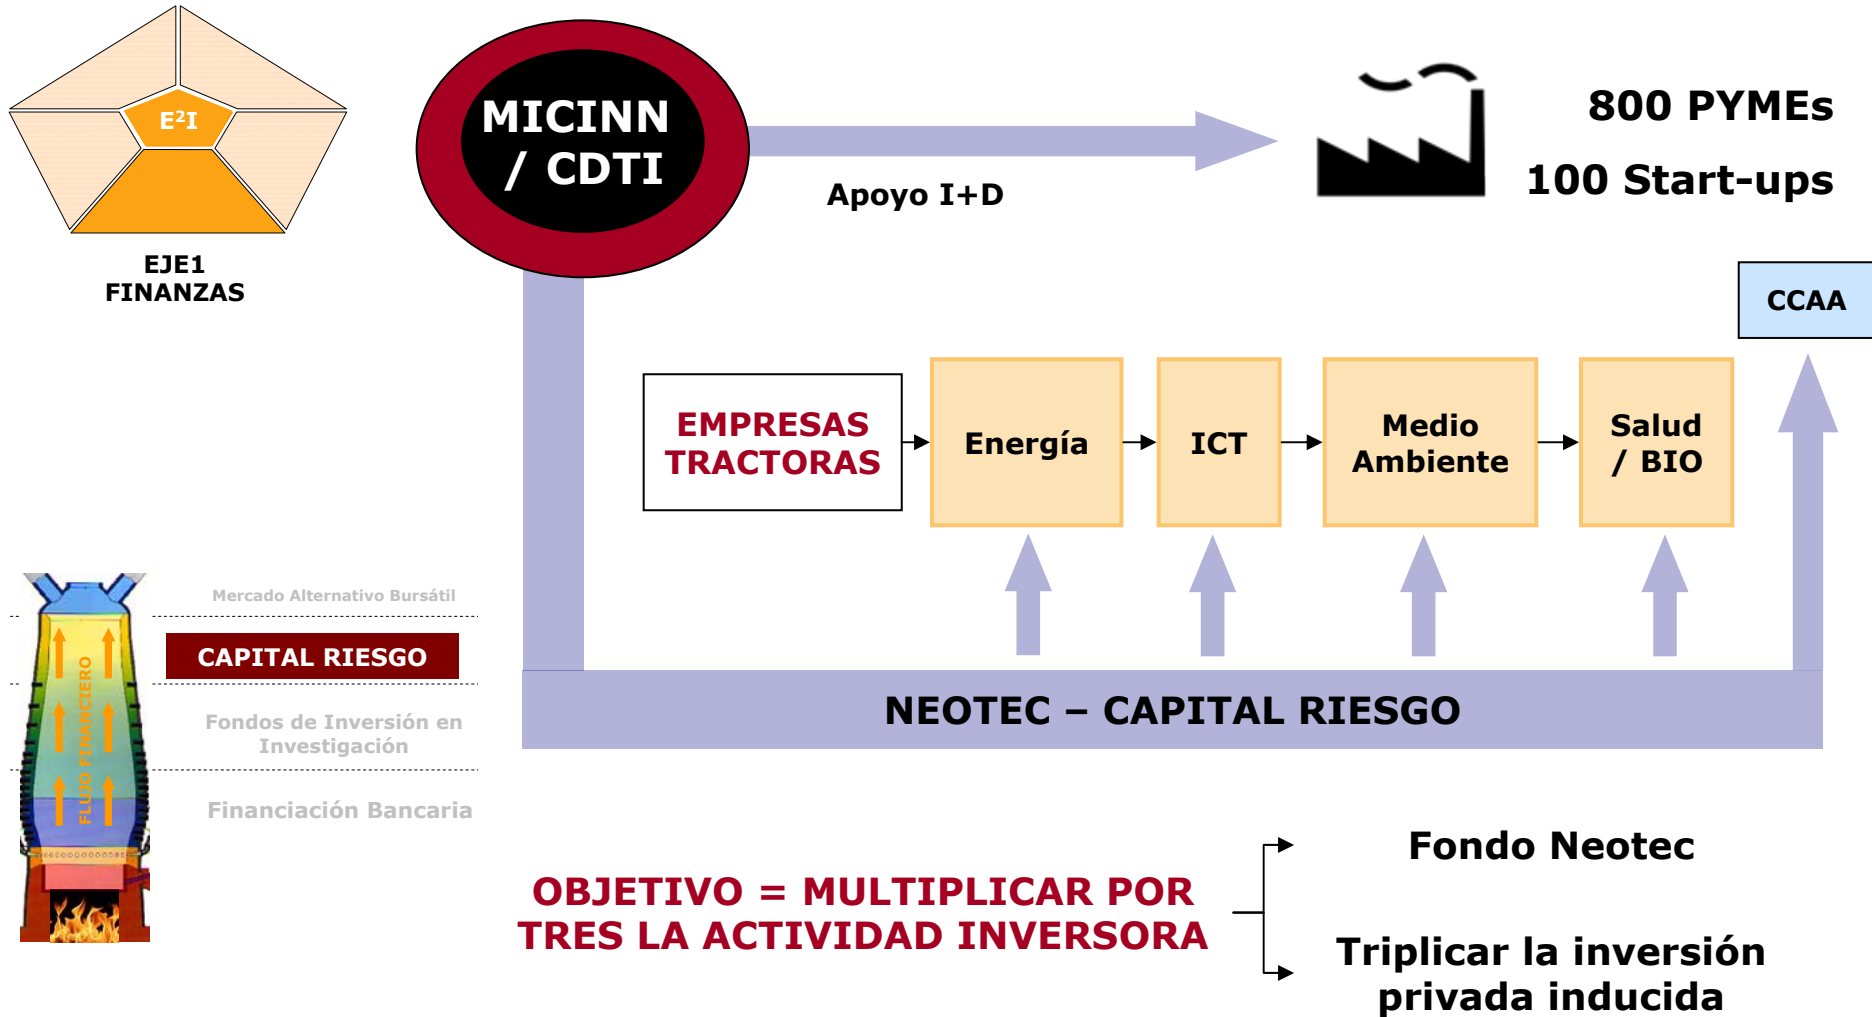 E²I
EJE1
FINANZAS
MICINN
/ CDTI
Apoyo I+D
800 PYMEs
100 Start-ups
CCAA
EMPRESAS
TRACTORAS
Energía
ICT
Medio
Ambiente
Salud
/ BIO
NEOTEC – CAPITAL RIESGO
FLUJO FINANCIERO
Mercado Alternativo Bursátil
CAPITAL RIESGO
Fondos de Inversión en
Investigación
Financiación Bancaria
OBJETIVO = MULTIPLICAR POR
TRES LA ACTIVIDAD INVERSORA
Fondo Neotec
Triplicar la inversión
privada inducida